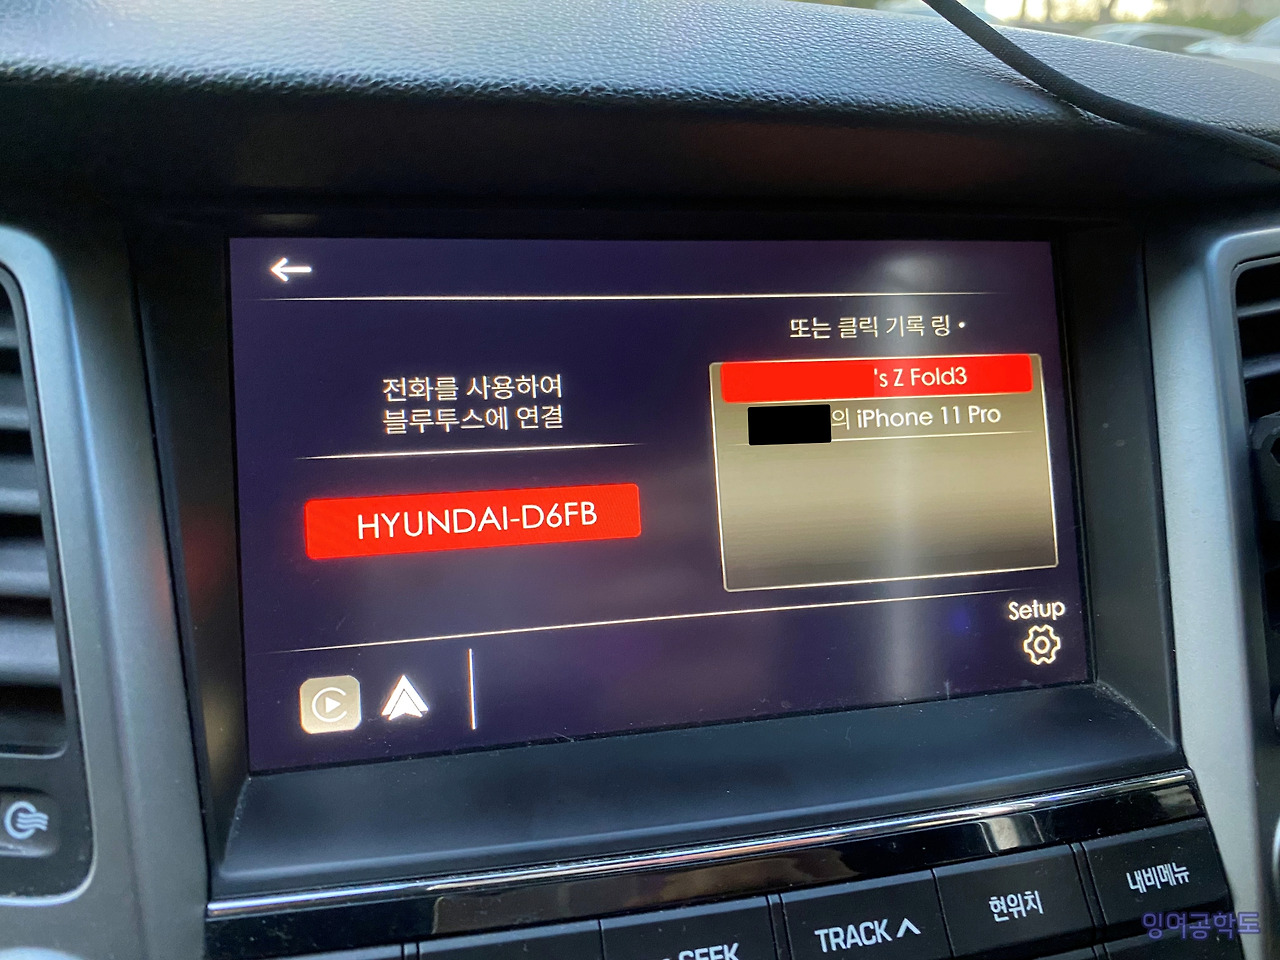 또는 클릭 기록 링 •
's Z Fold3
의 iPhone 11 Pro
전화를 사용하여
블루투스에 연결
HYUNDAI-D6FB
Setup
내비메뉴
현위치
TRACK ∧
SEEK
잉여공학도